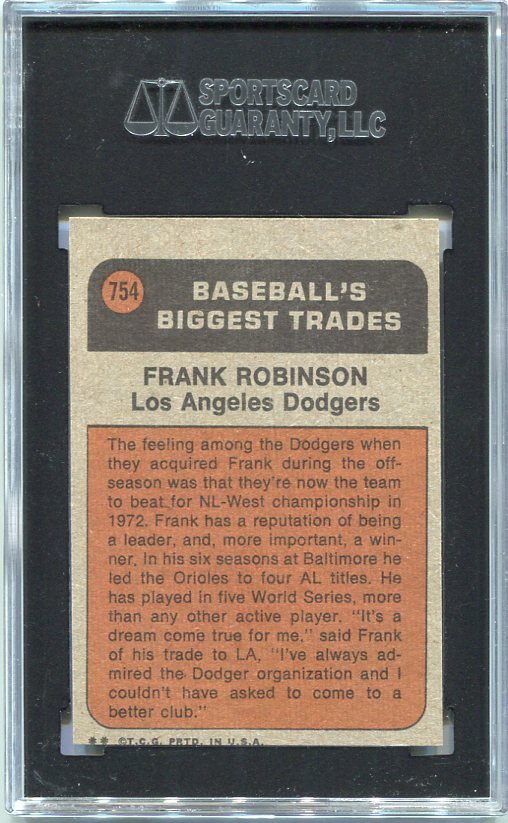 SPORTSCARD
GUARANTY, LLC
754
BASEBALL'S
BIGGEST TRADES
FRANK ROBINSON
Los Angeles Dodgers
The feeling among the Dodgers when
they acquired Frank during the off-
season was that they're now the team
to beat for NL-West championship in
1972. Frank has a reputation of being
a leader, and, more important, a win-
ner. In his six seasons at Baltimore he
led the Orioles to four AL titles. He
has played in five World Series, more
than any other active player. "It's a
dream come true for me," said Frank
of his trade to LA, "I've always ad-
mired the Dodger organization and I
couldn't have asked to come to a
better club."
** ©T.C.G. PRTD. IN U.S.A.